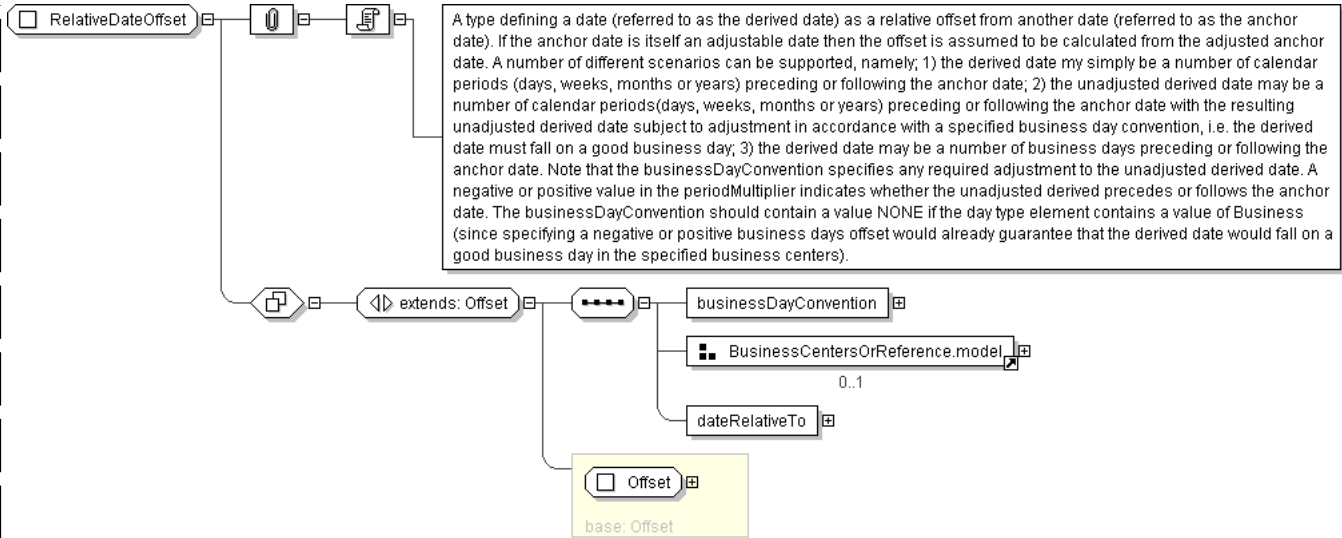 RelativeDateOffset
A type defining a date (referred to as the derived date) as a relative offset from another date (referred to as the anchor
date). If the anchor date is itself an adjustable date then the offset is assumed to be calculated from the adjusted anchor
date. A number of different scenarios can be supported, namely; 1) the derived date my simply be a number of calendar
periods (days, weeks, months or years) preceding or following the anchor date; 2) the unadjusted derived date may be a
number of calendar periods(days, weeks, months or years) preceding or following the anchor date with the resulting
unadjusted derived date subject to adjustment in accordance with a specified business day convention, i.e. the derived
date must fall on a good business day; 3) the derived date may be a number of business days preceding or following the
anchor date. Note that the businessDayConvention specifies any required adjustment to the unadjusted derived date. A
negative or positive value in the periodMultiplier indicates whether the unadjusted derived precedes or follows the anchor
date. The businessDayConvention should contain a value NONE if the day type element contains a value of Business
(since specifying a negative or positive business days offset would already guarantee that the derived date would fall on a
good business day in the specified business centers).
extends: Offset
businessDayConvention
BusinessCentersOrReference.model
0..1
dateRelativeTo
Offset
base: Offset